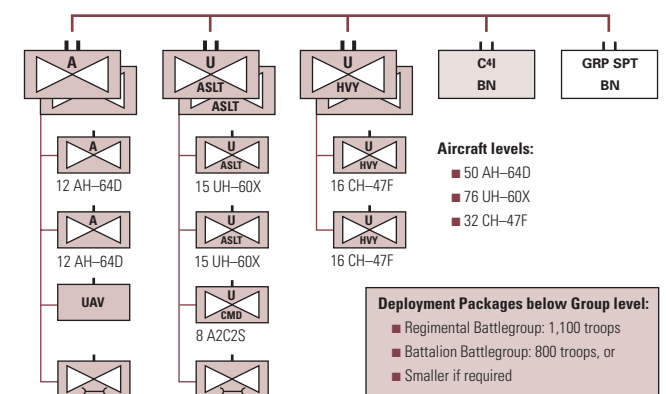 A
U
ASLT
ASLT
U
HVY
C4I
BN
GRP SPT
BN
A
12 AH–64D
U
ASLT
15 UH–60X
U
HVY
16 CH–47F
Aircraft levels:
■ 50 AH–64D
■ 76 UH–60X
■ 32 CH–47F
A
12 AH–64D
U
ASLT
15 UH–60X
U
HVY
16 CH–47F
UAV
U
CMD
8 A2C2S
Deployment Packages below Group level:
■ Regimental Battlegroup: 1,100 troops
■ Battalion Battlegroup: 800 troops, or
■ Smaller if required